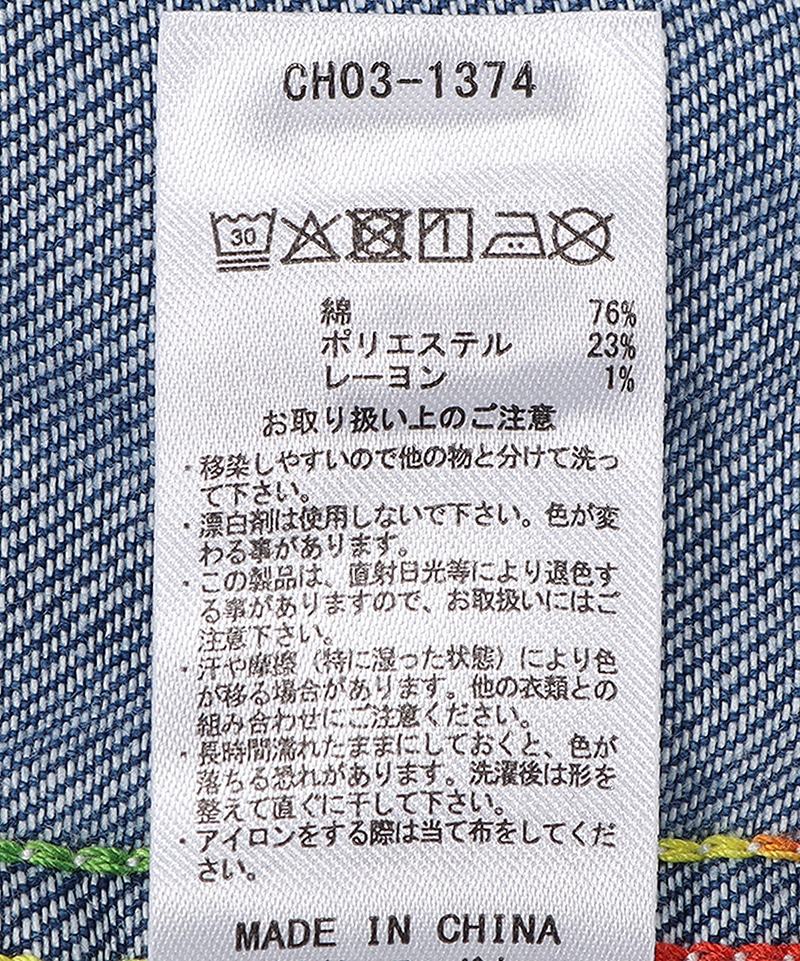 CH03-1374
30
綿 76%
ポリエステル 23%
レーヨン 1%
お取り扱い上のご注意
・移染しやすいので他の物と分けて洗っ
て下さい。
・漂白剤は使用しないで下さい。色が変
わる事があります。
・この製品は、直射日光等により退色す
る事がありますので、お取扱いにはご
注意下さい。
・汗や摩擦（特に湿った状態）により色
が移る場合があります。他の衣類との
組み合わせにご注意ください。
・長時間濡れたままにしておくと、色が
落ちる恐れがあります。洗濯後は形を
整えて直ぐに干して下さい。
・アイロンをする際は当て布をしてくだ
さい。
MADE IN CHINA